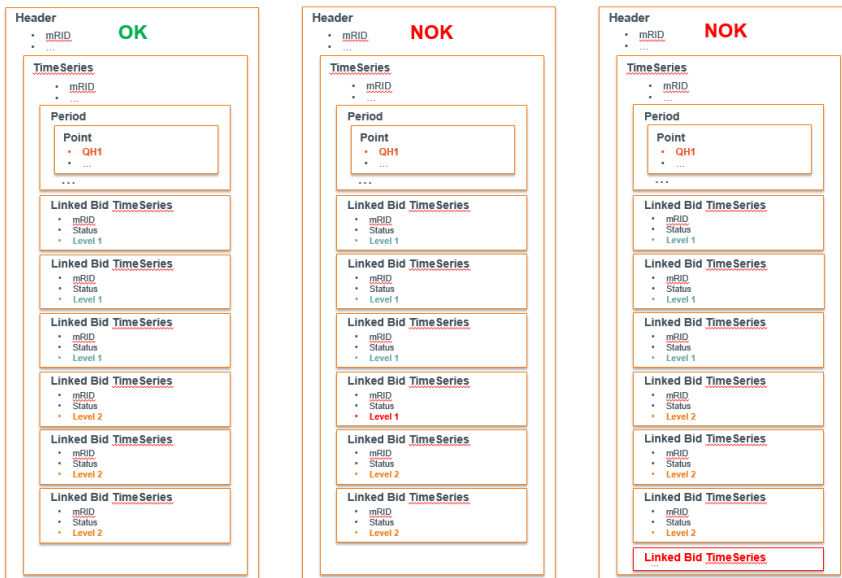 Header
OK
• mRID
• ...
TimeSeries
• mRID
• ...
Period
Point
• QH1
• ...
...
Linked Bid TimeSeries
• mRID
• Status
• Level 1
Linked Bid TimeSeries
• mRID
• Status
• Level 1
Linked Bid TimeSeries
• mRID
• Status
• Level 1
Linked Bid TimeSeries
• mRID
• Status
• Level 2
Linked Bid TimeSeries
• mRID
• Status
• Level 2
Linked Bid TimeSeries
• mRID
• Status
• Level 2
Header
NOK
• mRID
• ...
TimeSeries
• mRID
• ...
Period
Point
• QH1
• ...
...
Linked Bid TimeSeries
• mRID
• Status
• Level 1
Linked Bid TimeSeries
• mRID
• Status
• Level 1
Linked Bid TimeSeries
• mRID
• Status
• Level 1
Linked Bid TimeSeries
• mRID
• Status
• Level 1
Linked Bid TimeSeries
• mRID
• Status
• Level 2
Linked Bid TimeSeries
• mRID
• Status
• Level 2
Header
NOK
• mRID
• ...
TimeSeries
• mRID
• ...
Period
Point
• QH1
• ...
...
Linked Bid TimeSeries
• mRID
• Status
• Level 1
Linked Bid TimeSeries
• mRID
• Status
• Level 1
Linked Bid TimeSeries
• mRID
• Status
• Level 1
Linked Bid TimeSeries
• mRID
• Status
• Level 2
Linked Bid TimeSeries
• mRID
• Status
• Level 2
Linked Bid TimeSeries
• mRID
• Status
• Level 2
Linked Bid TimeSeries
...